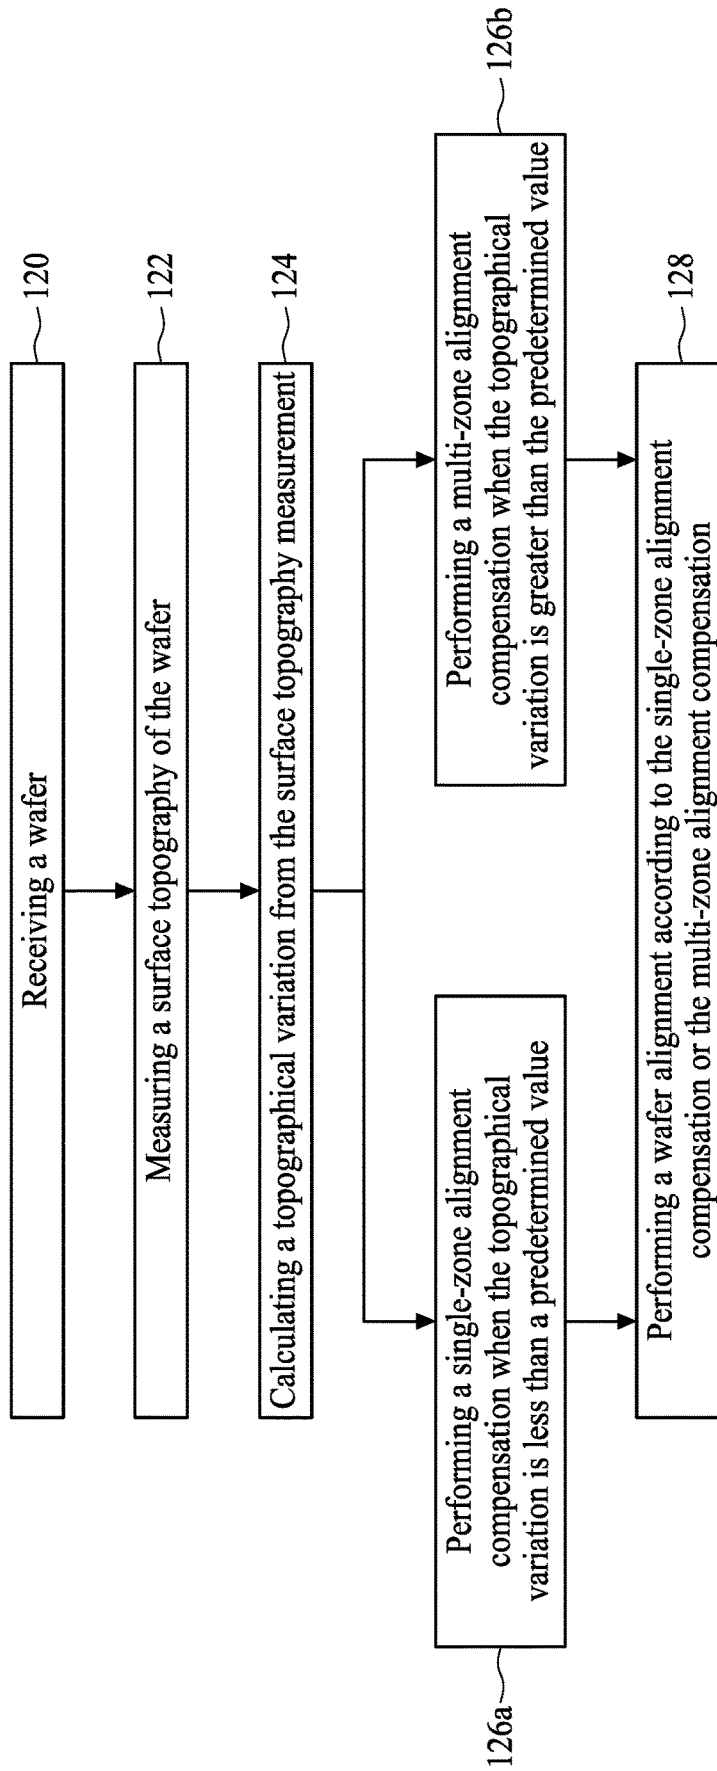 Receiving a wafer
120
Measuring a surface topography of the wafer
122
Calculating a topographical variation from the surface topography measurement
124
Performing a single-zone alignment
compensation when the topographical
variation is less than a predetermined value
126a
Performing a multi-zone alignment
compensation when the topographical
variation is greater than the predetermined value
126b
Performing a wafer alignment according to the single-zone alignment
compensation or the multi-zone alignment compensation
128